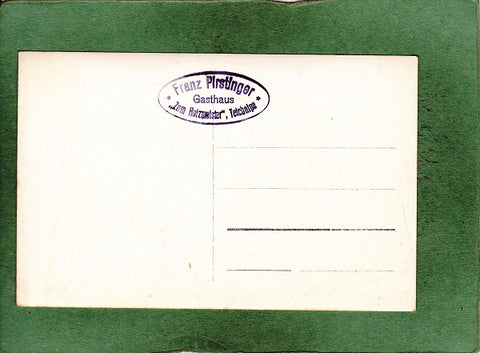 Franz Pirstinger
Gasthaus
„Zum Holzmeister", Teichalpe